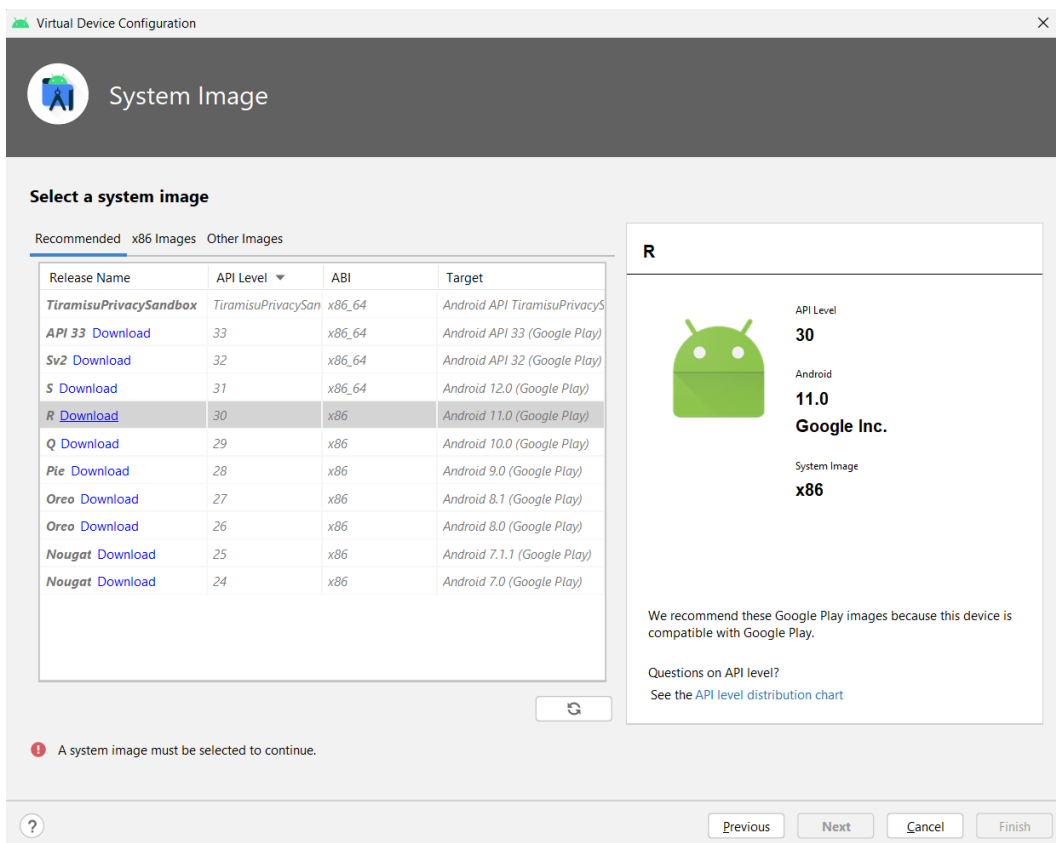 Virtual Device Configuration
System Image
Select a system image
Recommended x86 Images Other Images
Release Name API Level ABI Target
TiramisuPrivacySandbox TiramisuPrivacySan x86_64 Android API TiramisuPrivacyS
API 33 Download 33 x86_64 Android API 33 (Google Play)
Sv2 Download 32 x86_64 Android API 32 (Google Play)
S Download 31 x86_64 Android 12.0 (Google Play)
R Download 30 x86 Android 11.0 (Google Play)
Q Download 29 x86 Android 10.0 (Google Play)
Pie Download 28 x86 Android 9.0 (Google Play)
Oreo Download 27 x86 Android 8.1 (Google Play)
Oreo Download 26 x86 Android 8.0 (Google Play)
Nougat Download 25 x86 Android 7.1.1 (Google Play)
Nougat Download 24 x86 Android 7.0 (Google Play)
R
API Level
30
Android
11.0
Google Inc.
System Image
x86
We recommend these Google Play images because this device is
compatible with Google Play.
Questions on API level?
See the API level distribution chart
A system image must be selected to continue.
? Previous Next Cancel Finish